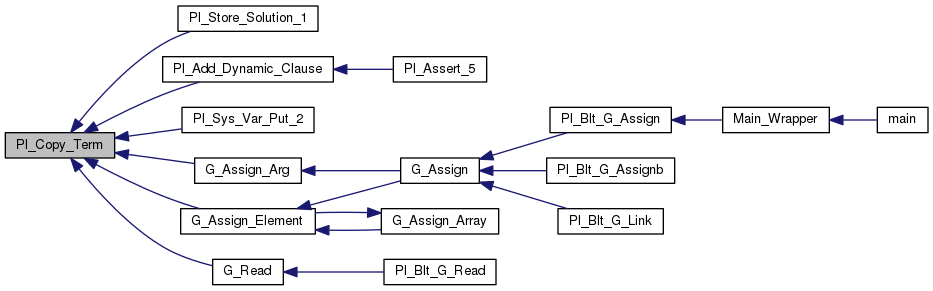 Pl_Store_Solution_1
Pl_Add_Dynamic_Clause
Pl_Assert_5
Pl_Sys_Var_Put_2
Pl_Blt_G_Assign
Main_Wrapper
main
Pl_Copy_Term
G_Assign_Arg
G_Assign
Pl_Blt_G_Assignb
G_Assign_Element
G_Assign_Array
Pl_Blt_G_Link
G_Read
Pl_Blt_G_Read